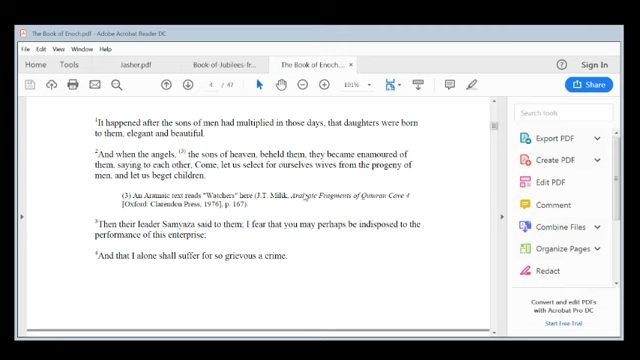 The Book of Enoch.pdf - Adobe Acrobat Reader DC
File Edit View Window Help
Home Tools Jasher.pdf Book-of-Jubilees-fr... The Book of Enoch.... ×
Sign In
4 / 47 101% Share
¹It happened after the sons of men had multiplied in those days, that daughters were born
to them, elegant and beautiful.
²And when the angels, (3) the sons of heaven, beheld them, they became enamoured of
them, saying to each other, Come, let us select for ourselves wives from the progeny of
men, and let us beget children.
(3) An Aramaic text reads "Watchers" here (J.T. Milik, Aramaic Fragments of Qumran Cave 4
[Oxford: Clarendon Press, 1976], p. 167).
³Then their leader Samyaza said to them; I fear that you may perhaps be indisposed to the
performance of this enterprise;
⁴And that I alone shall suffer for so grievous a crime.
Search tools
Export PDF
Create PDF
Edit PDF
Comment
Combine Files
Organize Pages
Redact
Convert and edit PDFs
with Acrobat Pro DC
Start Free Trial